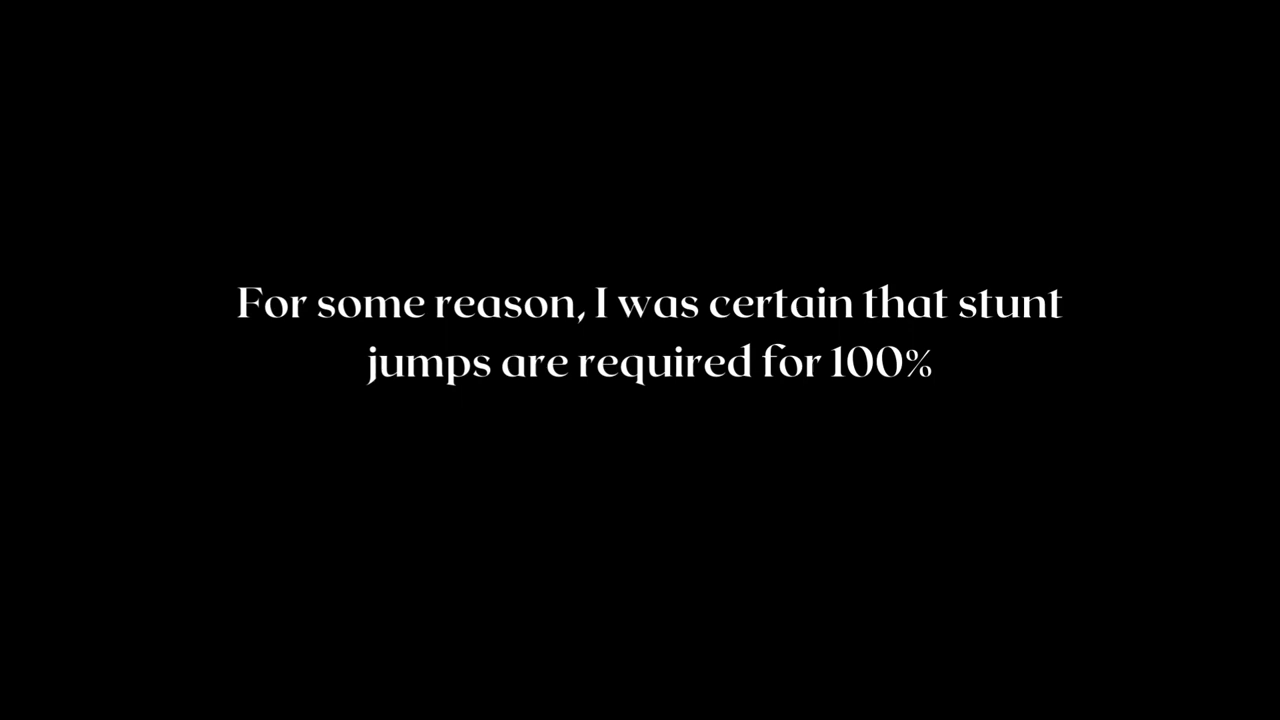 For some reason, I was certain that stunt
jumps are required for 100%